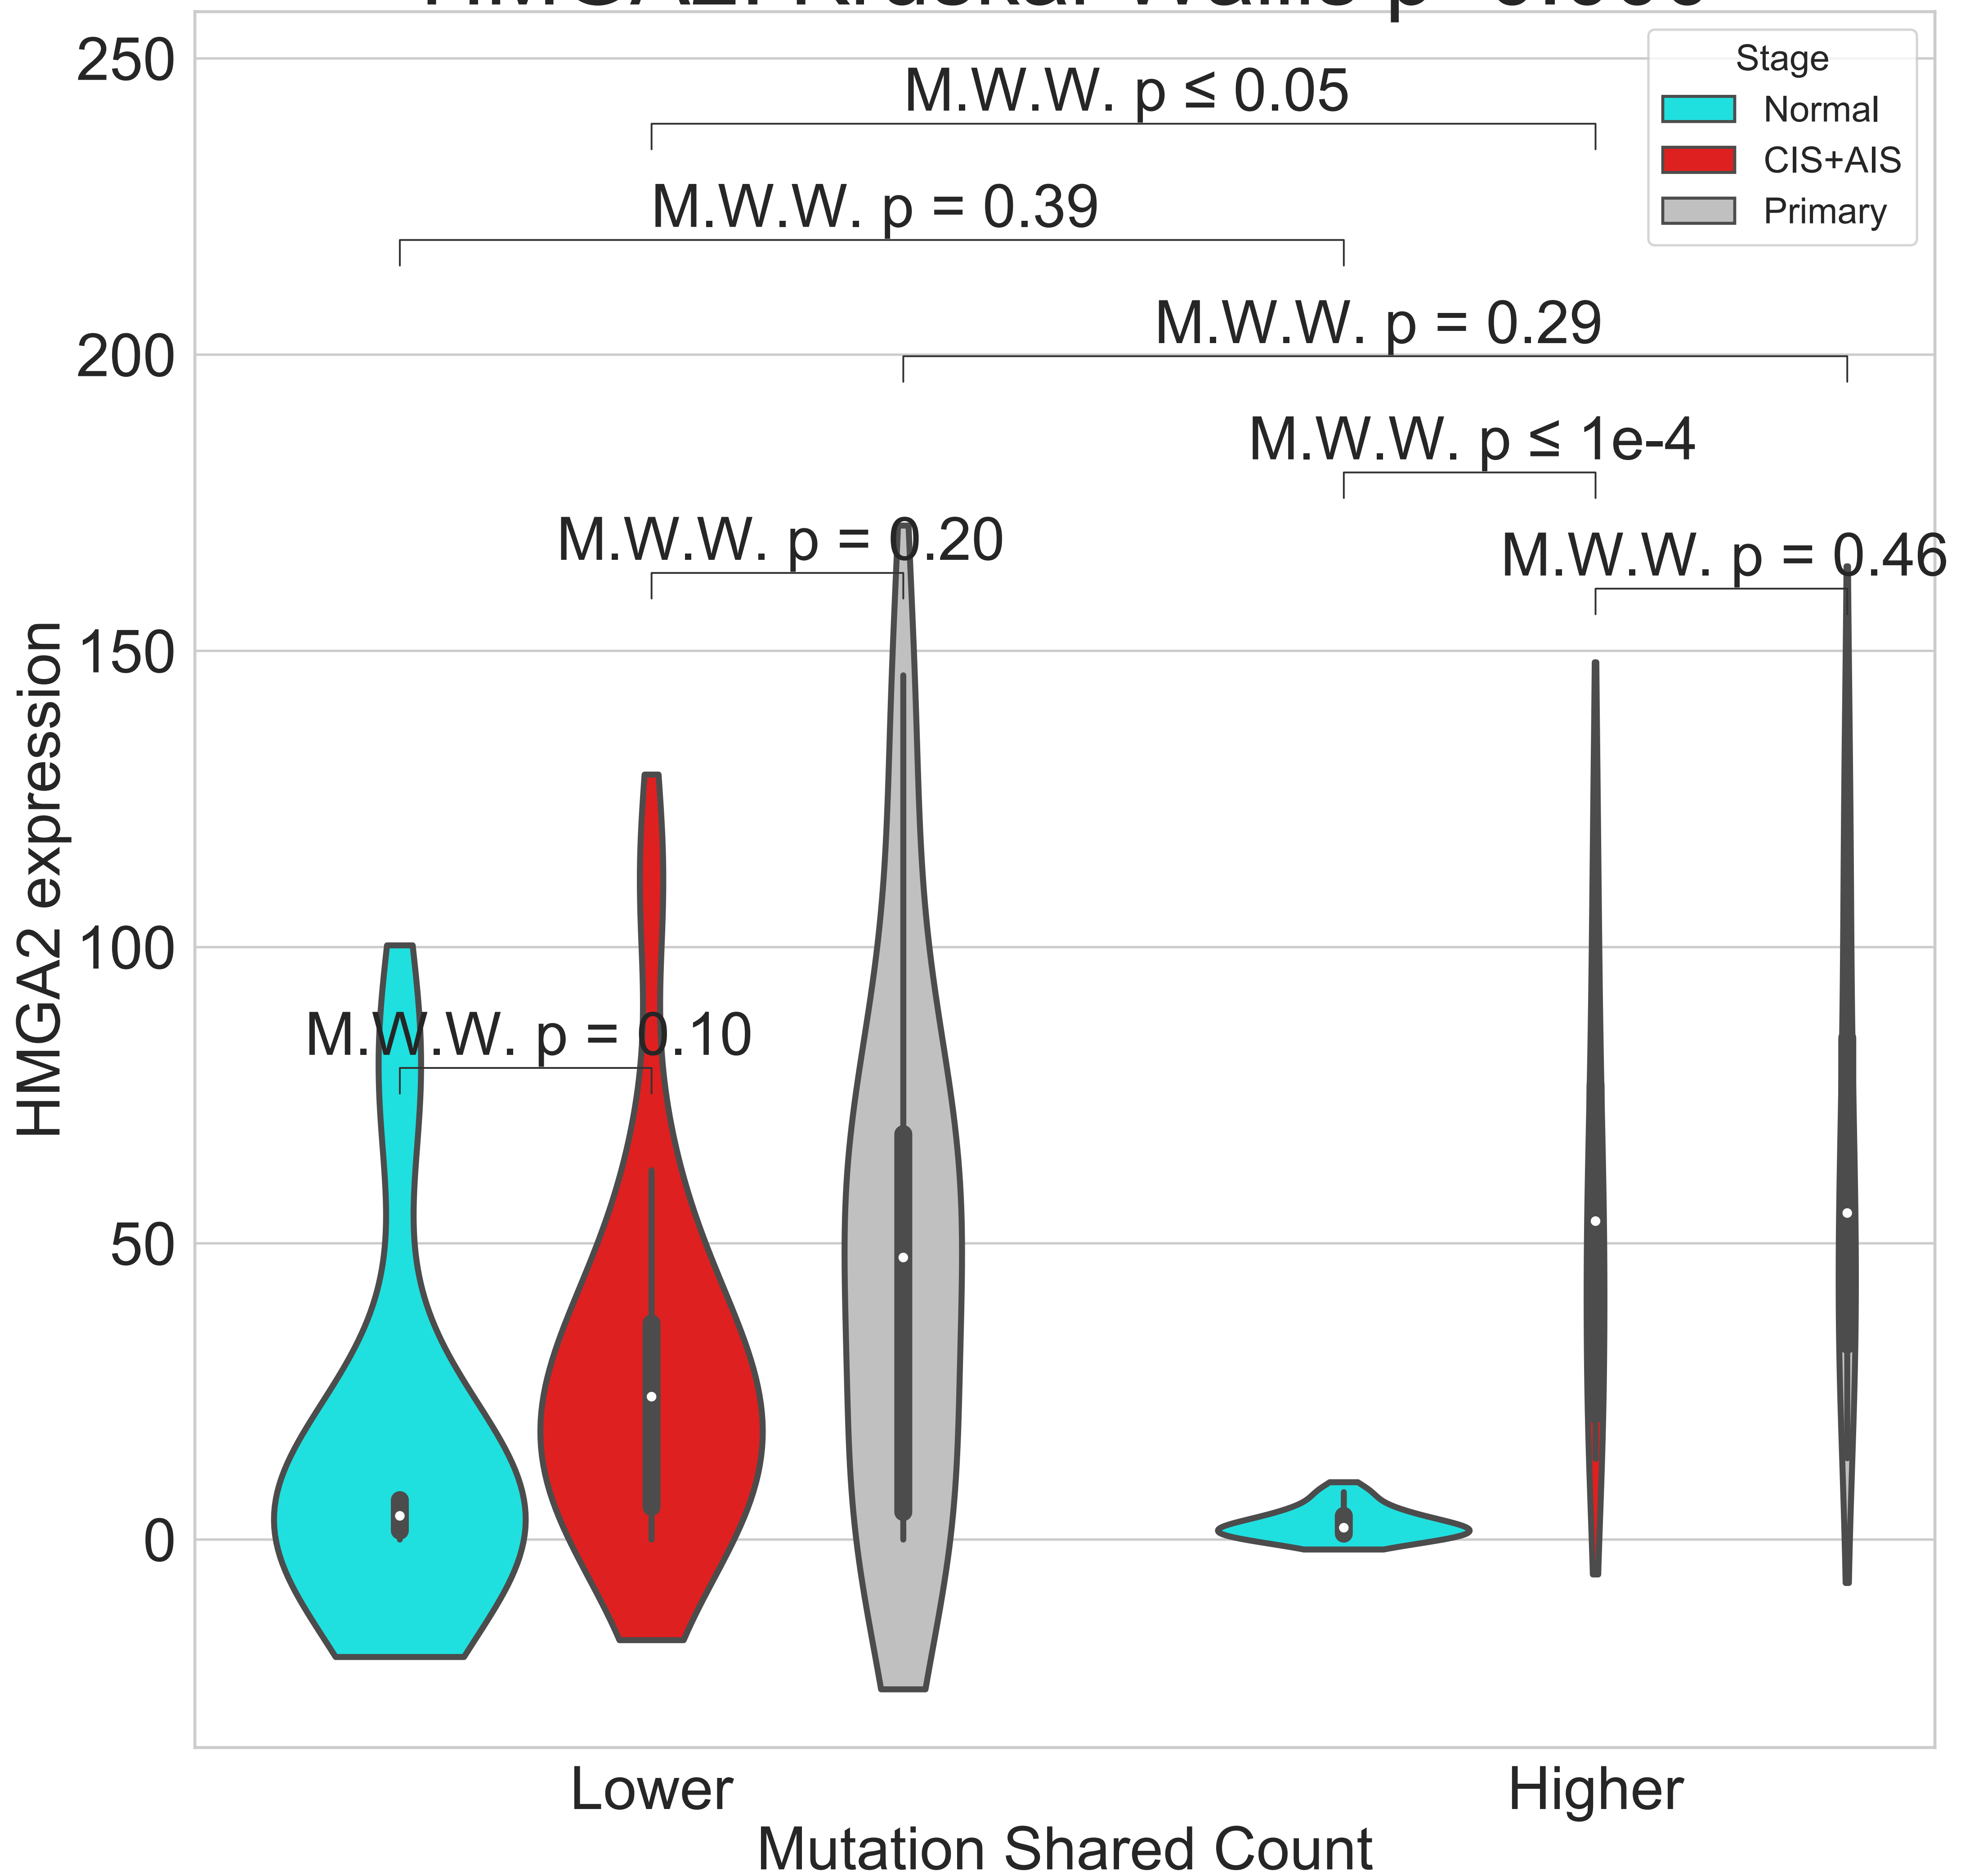 250
Stage
Normal
CIS+AIS
Primary
M.W.W. p ≤ 0.05
M.W.W. p = 0.39
M.W.W. p = 0.29
200
M.W.W. p ≤ 1e-4
M.W.W. p = 0.20
M.W.W. p = 0.46
150
HMGA2 expression
100
M.W.W. p = 0.10
50
0
Lower
Higher
Mutation Shared Count